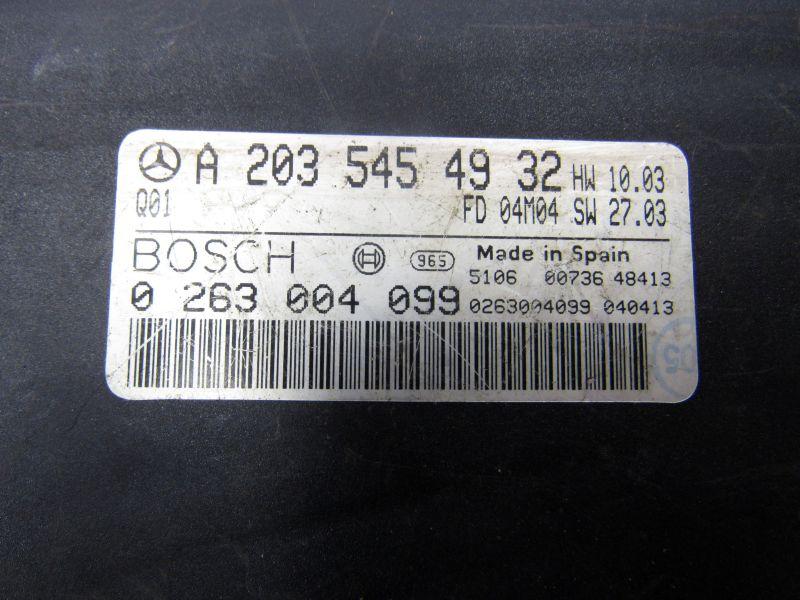 A 203 545 49 32 HW 10.03
Q01 FD 04M04 SW 27.03
BOSCH 965 Made in Spain
5106 00736 48413
0 263 004 099 0263004099 040413